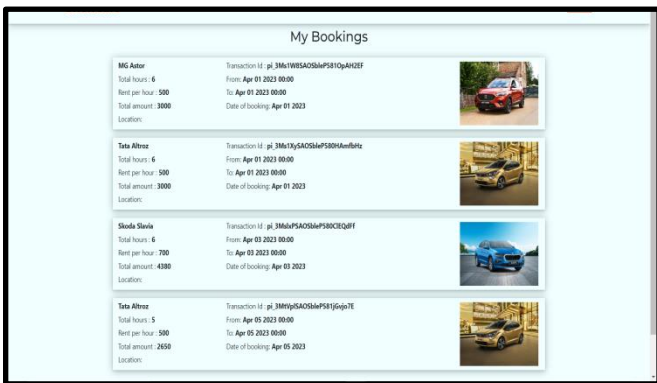 My Bookings
MG Astor
Total hours : 6
Rent per hour : 500
Total amount : 3000
Location:
Transaction Id : pi_3Ms1W8SAOSbleP581OpAH2EF
From: Apr 01 2023 00:00
To: Apr 01 2023 00:00
Date of booking: Apr 01 2023
Tata Altroz
Total hours : 6
Rent per hour : 500
Total amount : 3000
Location:
Transaction Id : pi_3Ms1XySAOSbleP580HAmfbHz
From: Apr 01 2023 00:00
To: Apr 01 2023 00:00
Date of booking: Apr 01 2023
Skoda Slavia
Total hours : 6
Rent per hour : 700
Total amount : 4380
Location:
Transaction Id : pi_3MslxPSAOSbleP580ClEQdFf
From: Apr 03 2023 00:00
To: Apr 03 2023 00:00
Date of booking: Apr 03 2023
Tata Altroz
Total hours : 5
Rent per hour : 500
Total amount : 2650
Location:
Transaction Id : pi_3MtVplSAOSbleP581jGvjo7E
From: Apr 05 2023 00:00
To: Apr 05 2023 00:00
Date of booking: Apr 05 2023